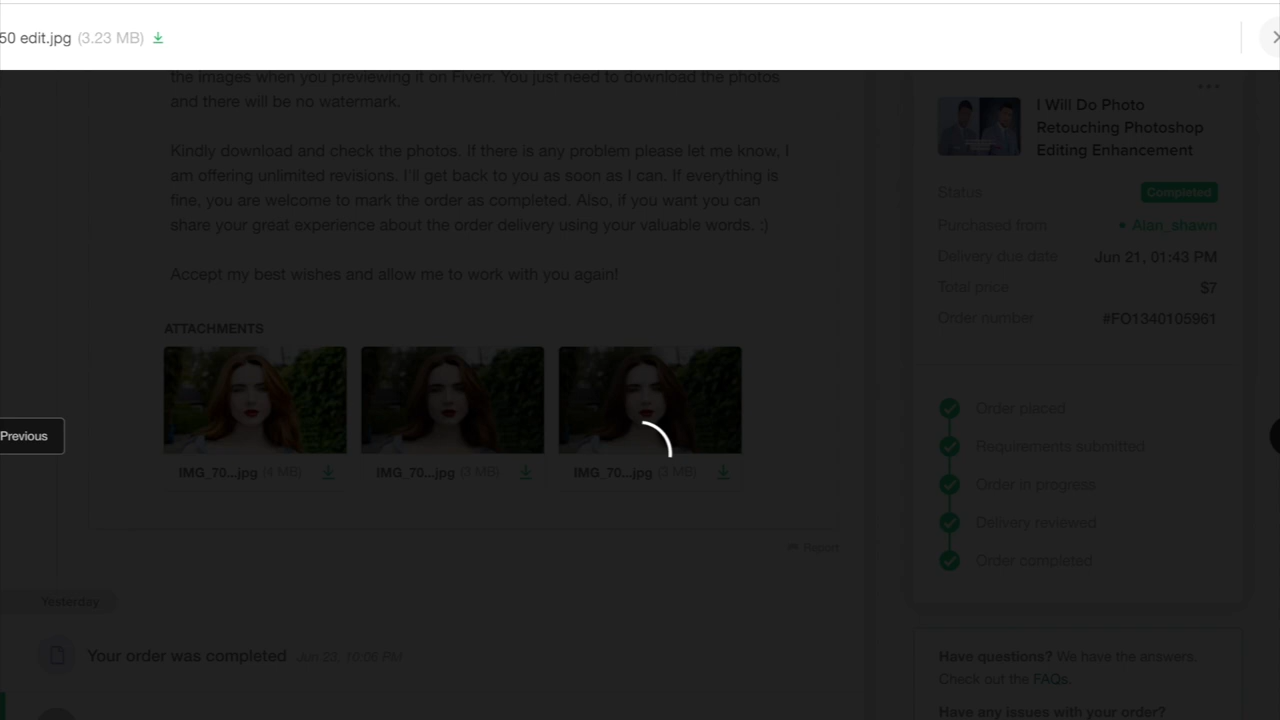 50 edit.jpg (3.23 MB)
the images when you previewing it on Fiverr. You just need to download the photos
and there will be no watermark.
Kindly download and check the photos. If there is any problem please let me know, I
am offering unlimited revisions. I'll get back to you as soon as I can. If everything is
fine, you are welcome to mark the order as completed. Also, if you want you can
share your great experience about the order delivery using your valuable words. :)
Accept my best wishes and allow me to work with you again!
ATTACHMENTS
Previous
IMG_70...jpg (4 MB)
IMG_70...jpg (3 MB)
IMG_70...jpg (3 MB)
Report
Yesterday
Your order was completed Jun 23, 10:06 PM
I Will Do Photo
Retouching Photoshop
Editing Enhancement
Status Completed
Purchased from Alan_shawn
Delivery due date Jun 21, 01:43 PM
Total price $7
Order number #FO1340105961
Order placed
Requirements submitted
Order in progress
Delivery reviewed
Order completed
Have questions? We have the answers.
Check out the FAQs.
Have any issues with your order?